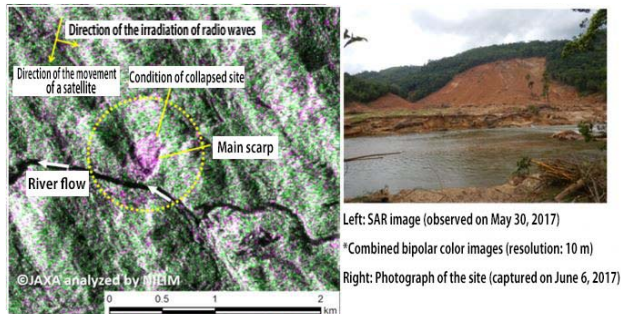 Direction of the irradiation of radio waves
Direction of the movement
of a satellite
Condition of collapsed site
Main scarp
River flow
©JAXA analyzed by NILIM
0 0.5 1 2
km
Left: SAR image (observed on May 30, 2017)
*Combined bipolar color images (resolution: 10 m)
Right: Photograph of the site (captured on June 6, 2017)